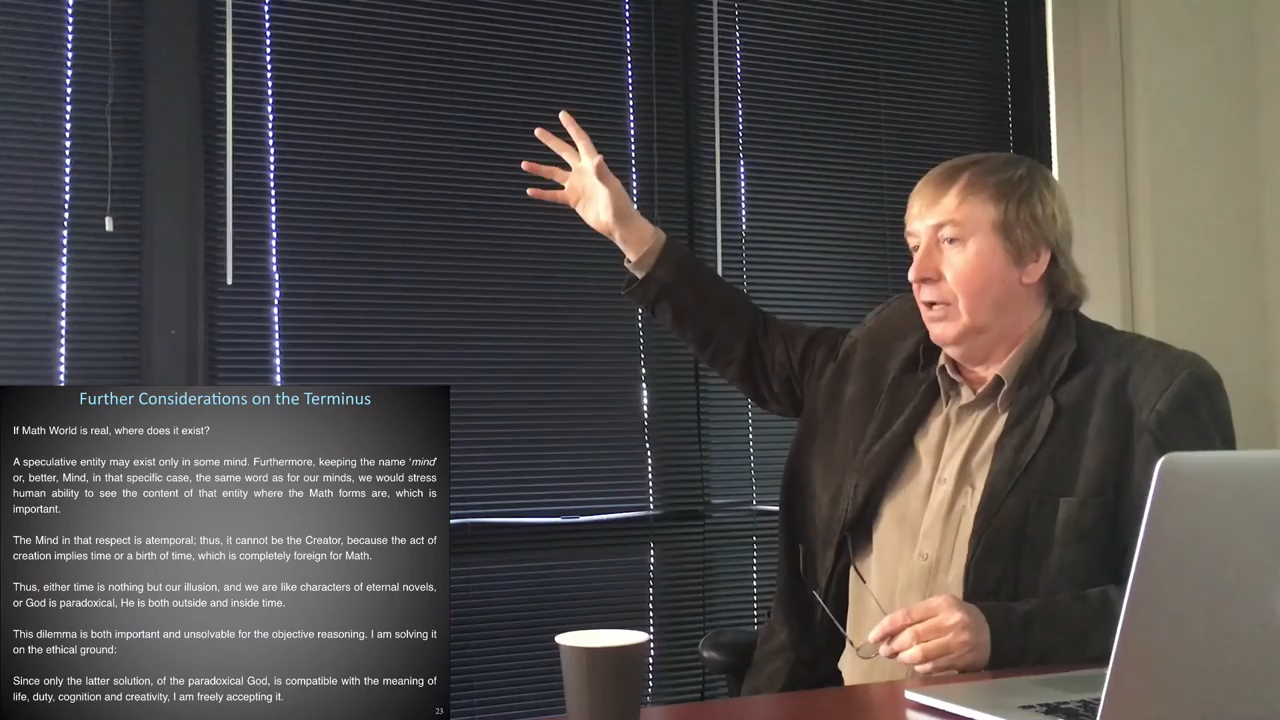 Further Considerations on the Terminus
If Math World is real, where does it exist?
A speculative entity may exist only in some mind. Furthermore, keeping the name 'mind'
or, better, Mind, in that specific case, the same word as for our minds, we would stress
human ability to see the content of that entity where the Math forms are, which is
important.
The Mind in that respect is atemporal; thus, it cannot be the Creator, because the act of
creation implies time or a birth of time, which is completely foreign for Math.
Thus, either time is nothing but our illusion, and we are like characters of eternal novels,
or God is paradoxical, He is both outside and inside time.
This dilemma is both important and unsolvable for the objective reasoning. I am solving it
on the ethical ground:
Since only the latter solution, of the paradoxical God, is compatible with the meaning of
life, duty, cognition and creativity, I am freely accepting it.
23